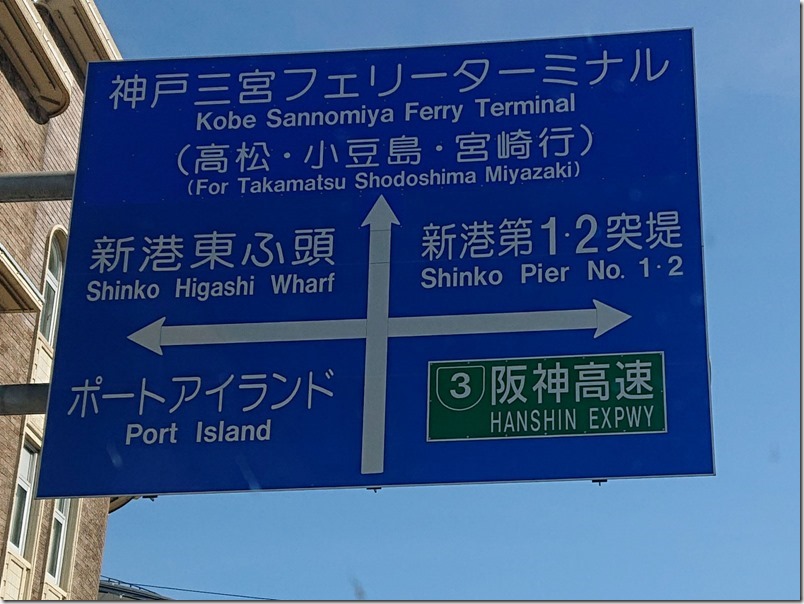 神戸三宮フェリーターミナル
Kobe Sannomiya Ferry Terminal
(高松・小豆島・宮崎行)
(For Takamatsu Shodoshima Miyazaki)
新港東ふ頭
Shinko Higashi Wharf
新港第1・2突堤
Shinko Pier No. 1・2
ポートアイランド
Port Island
3 阪神高速
HANSHIN EXPWY